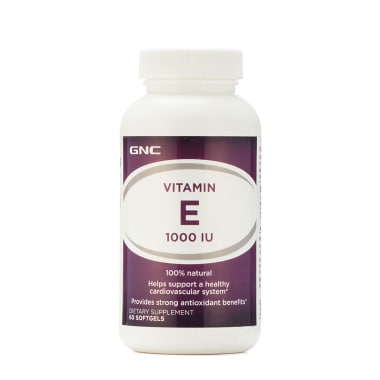 GNC
VITAMIN
E
1000 IU
100% natural
Helps support a healthy
cardiovascular system*
Provides strong antioxidant benefits*
DIETARY SUPPLEMENT
60 SOFTGELS